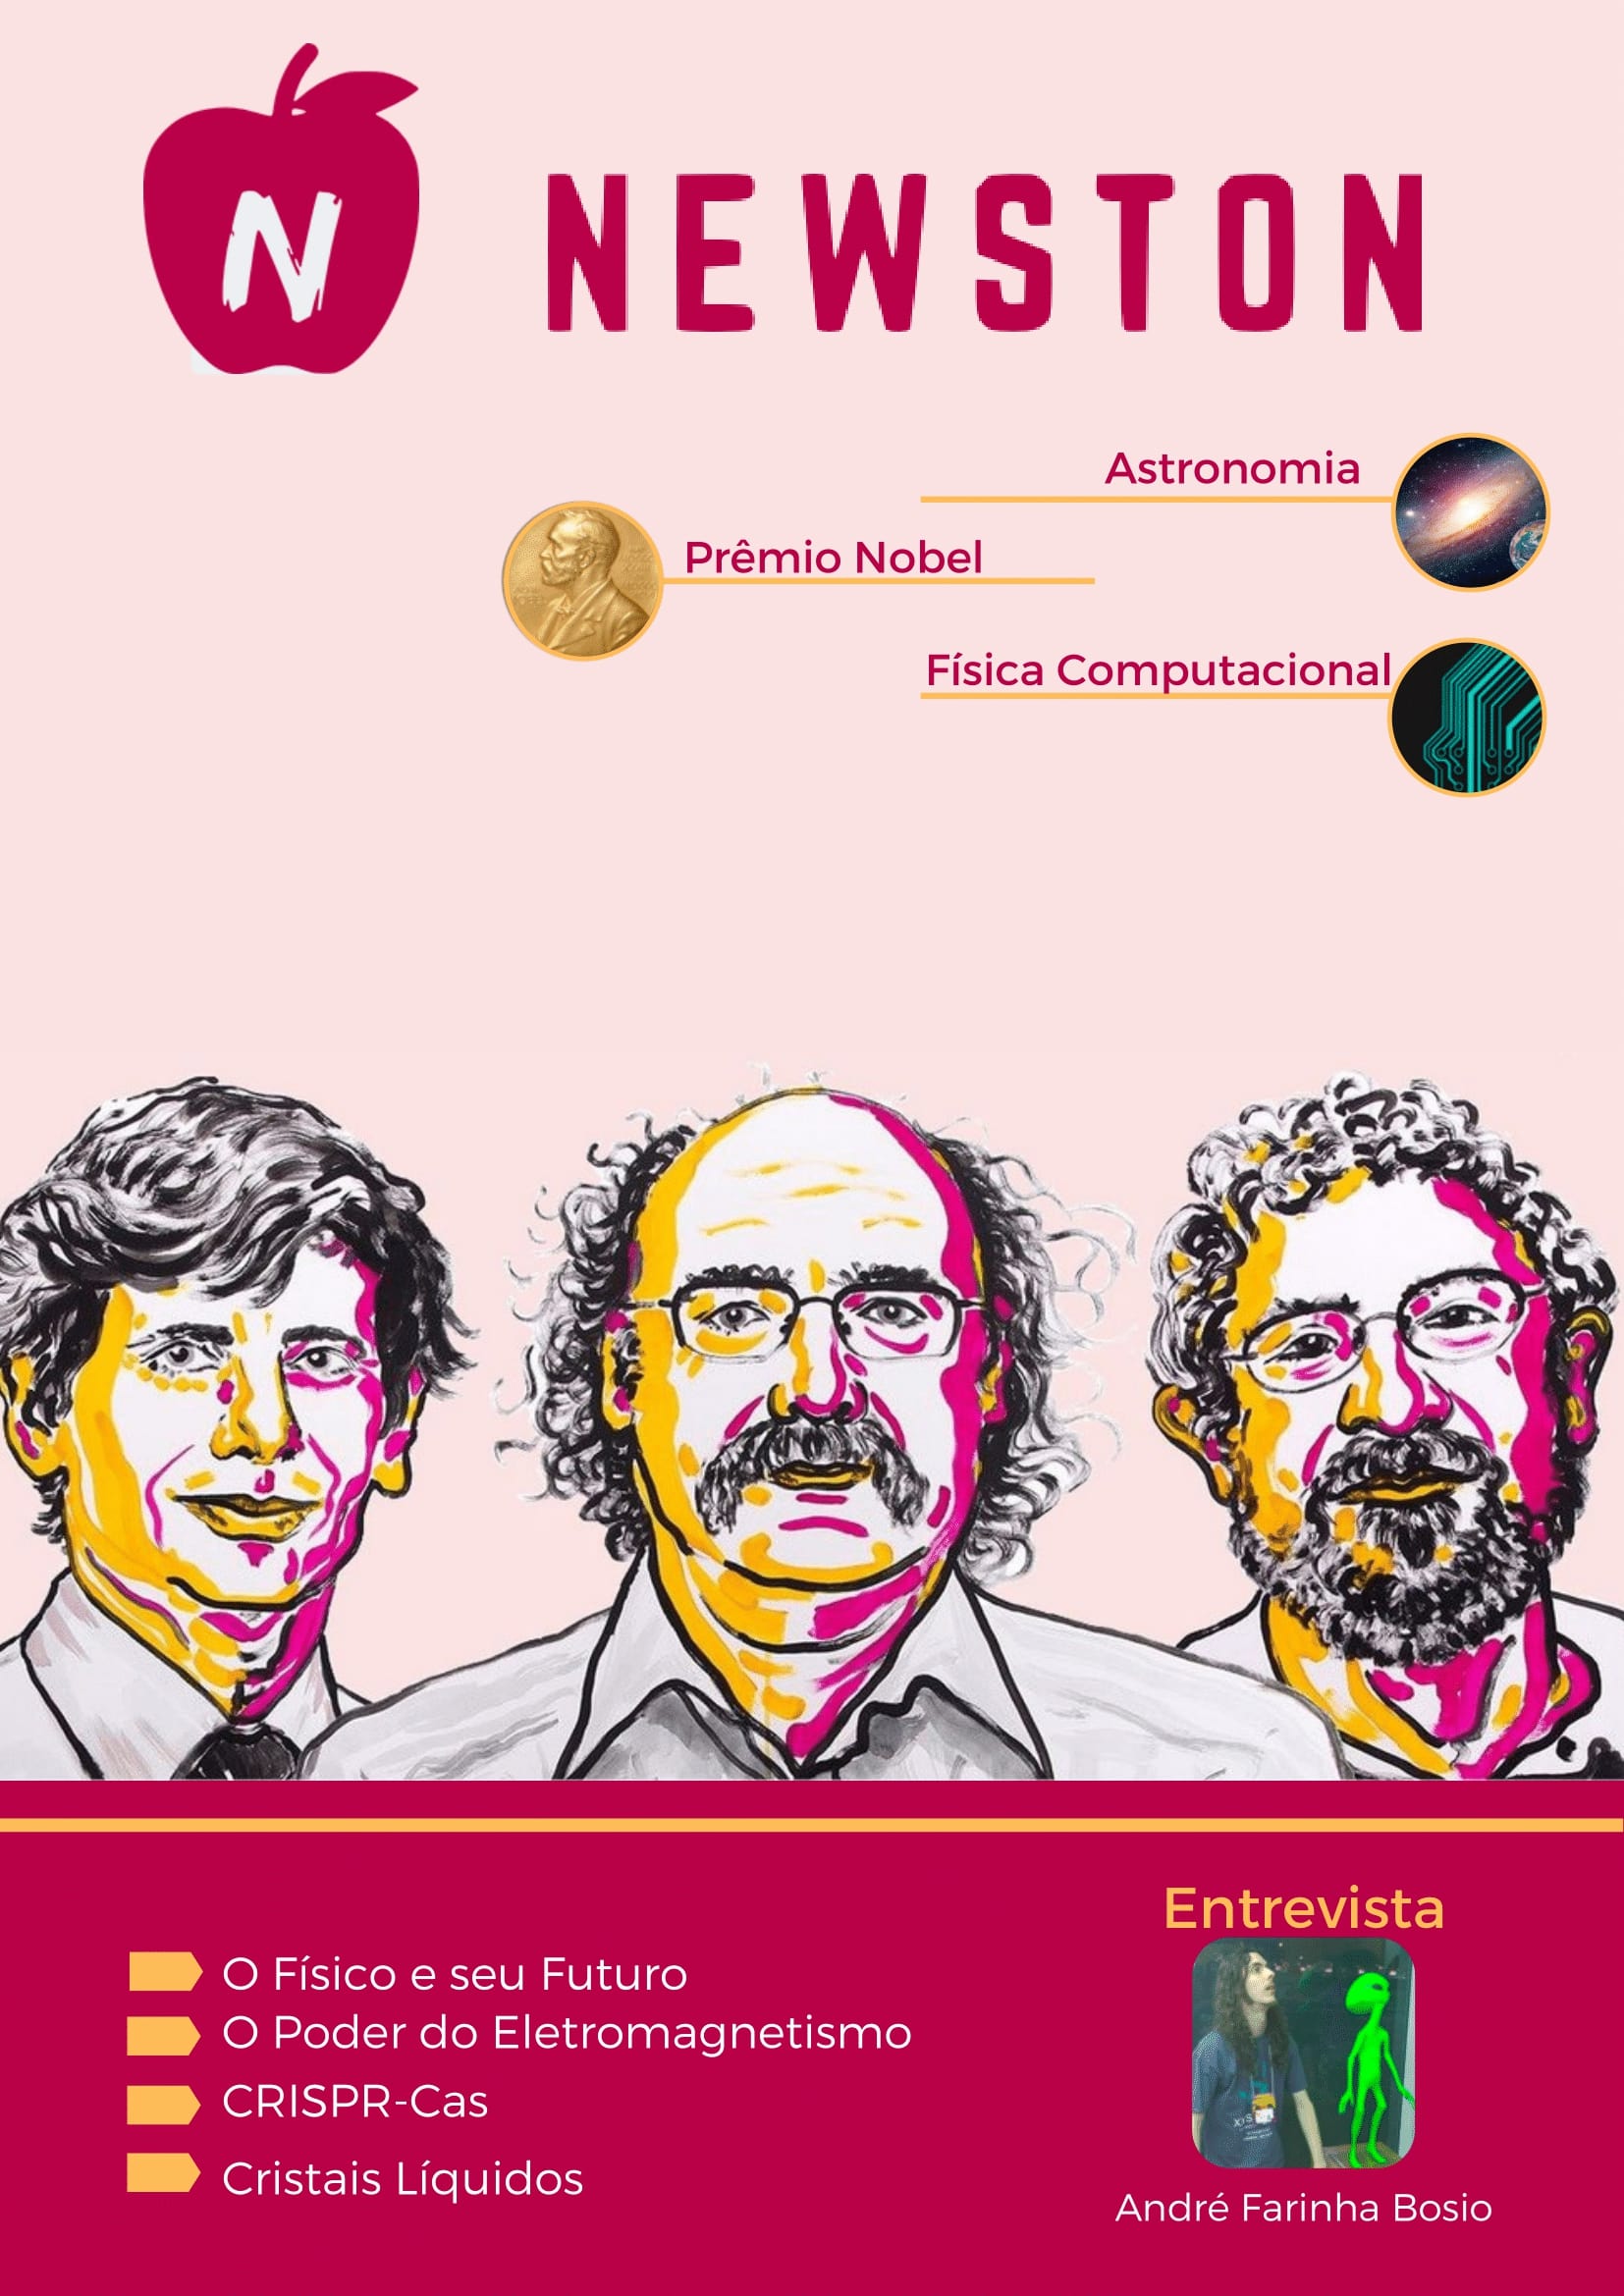 N
NEWSTON
Astronomia
Prêmio Nobel
Física Computacional
Entrevista
O Físico e seu Futuro
O Poder do Eletromagnetismo
CRISPR-Cas
Cristais Líquidos
André Farinha Bosio